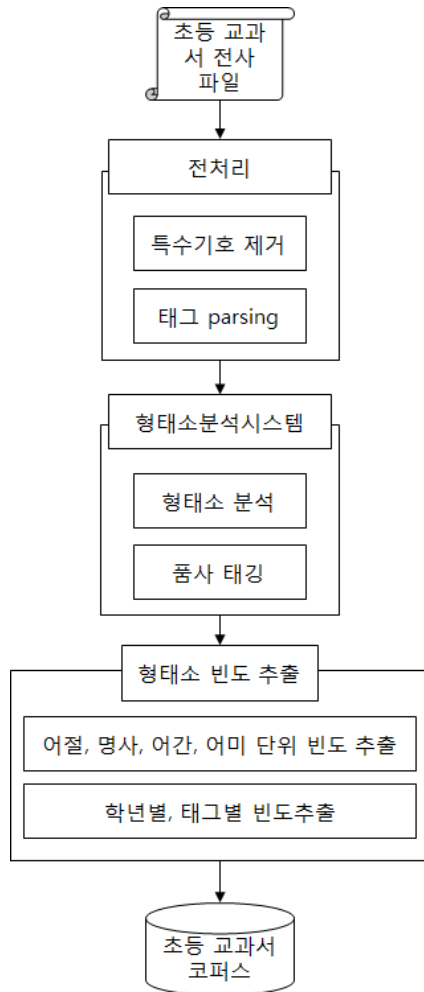 초등 교과
서 전사
파일
전처리
특수기호 제거
태그 parsing
형태소분석시스템
형태소 분석
품사 태깅
형태소 빈도 추출
어절, 명사, 어간, 어미 단위 빈도 추출
학년별, 태그별 빈도추출
초등 교과서
코퍼스